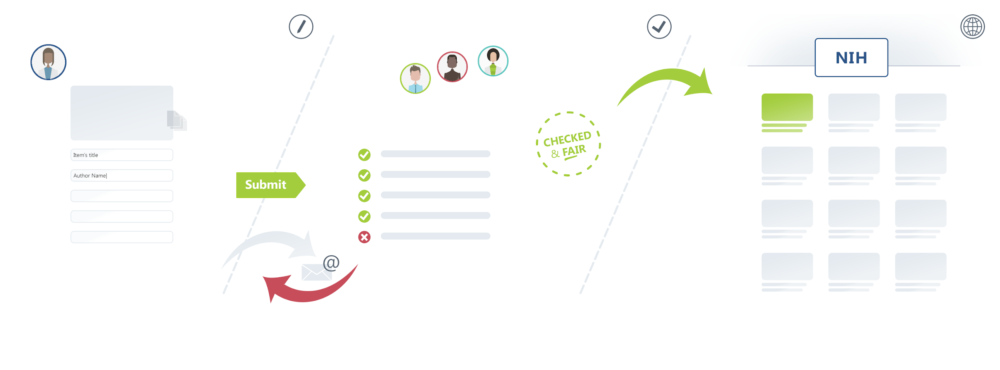 Item's title
Author Name
Submit
@
CHECKED
& FAIR
NIH